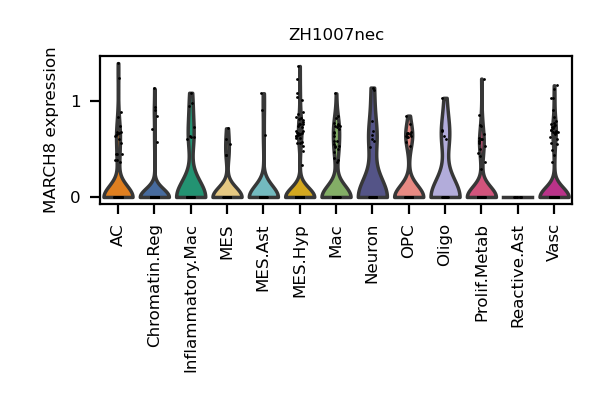 ZH1007nec
MARCH8 expression
1
0
AC
Chromatin.Reg
Inflammatory.Mac
MES
MES.Ast
MES.Hyp
Mac
Neuron
OPC
Oligo
Prolif.Metab
Reactive.Ast
Vasc